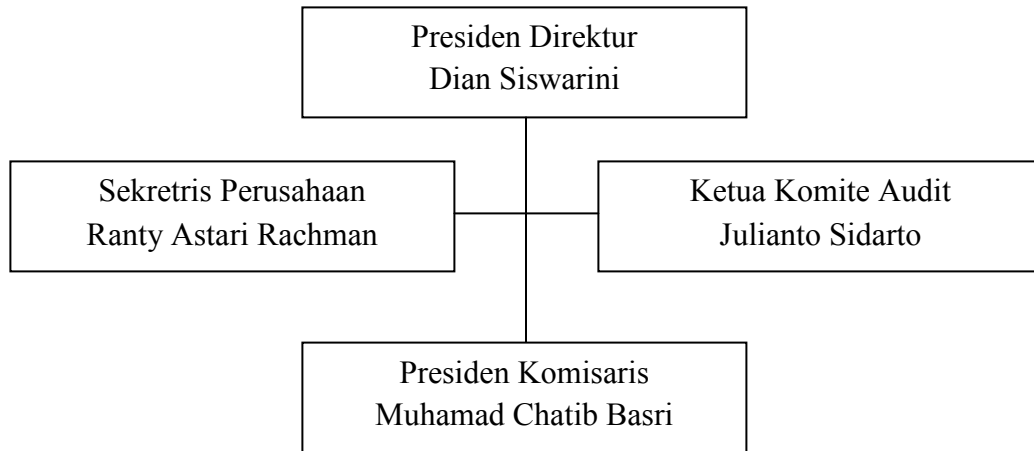 Presiden Direktur
Dian Siswarini
Sekretris Perusahaan
Ranty Astari Rachman
Ketua Komite Audit
Julianto Sidarto
Presiden Komisaris
Muhamad Chatib Basri